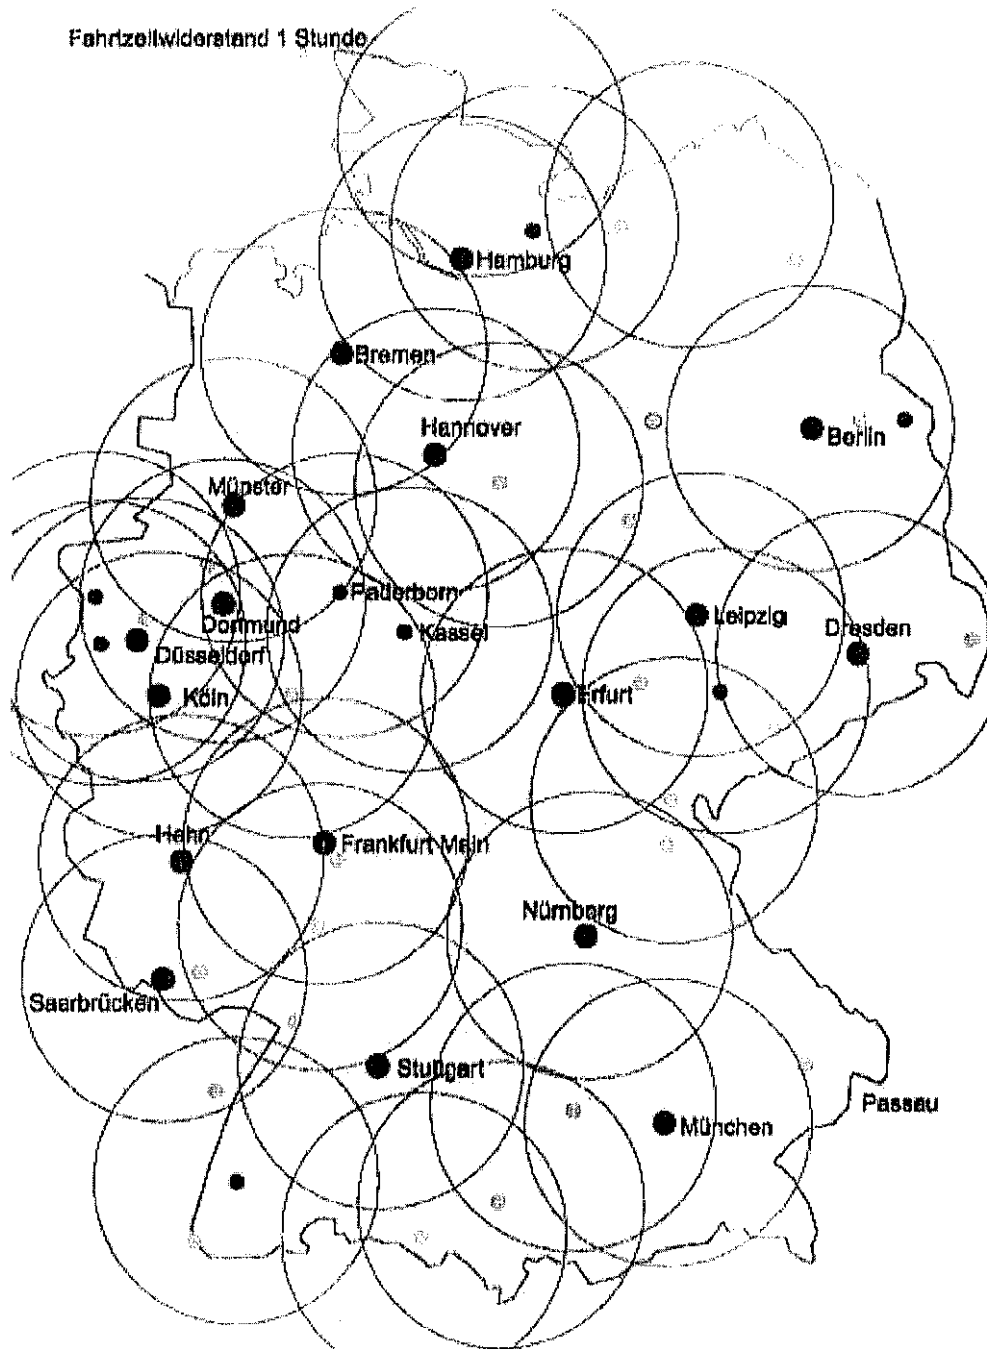 Fahrtzeitwiderstand 1 Stunde
Hamburg
Bremen
Hannover
Berlin
Münster
Paderborn
Dortmund
Kassel
Leipzig
Dresden
Düsseldorf
Köln
Erfurt
Hahn
Frankfurt Main
Nürnberg
Saarbrücken
Stuttgart
Passau
München